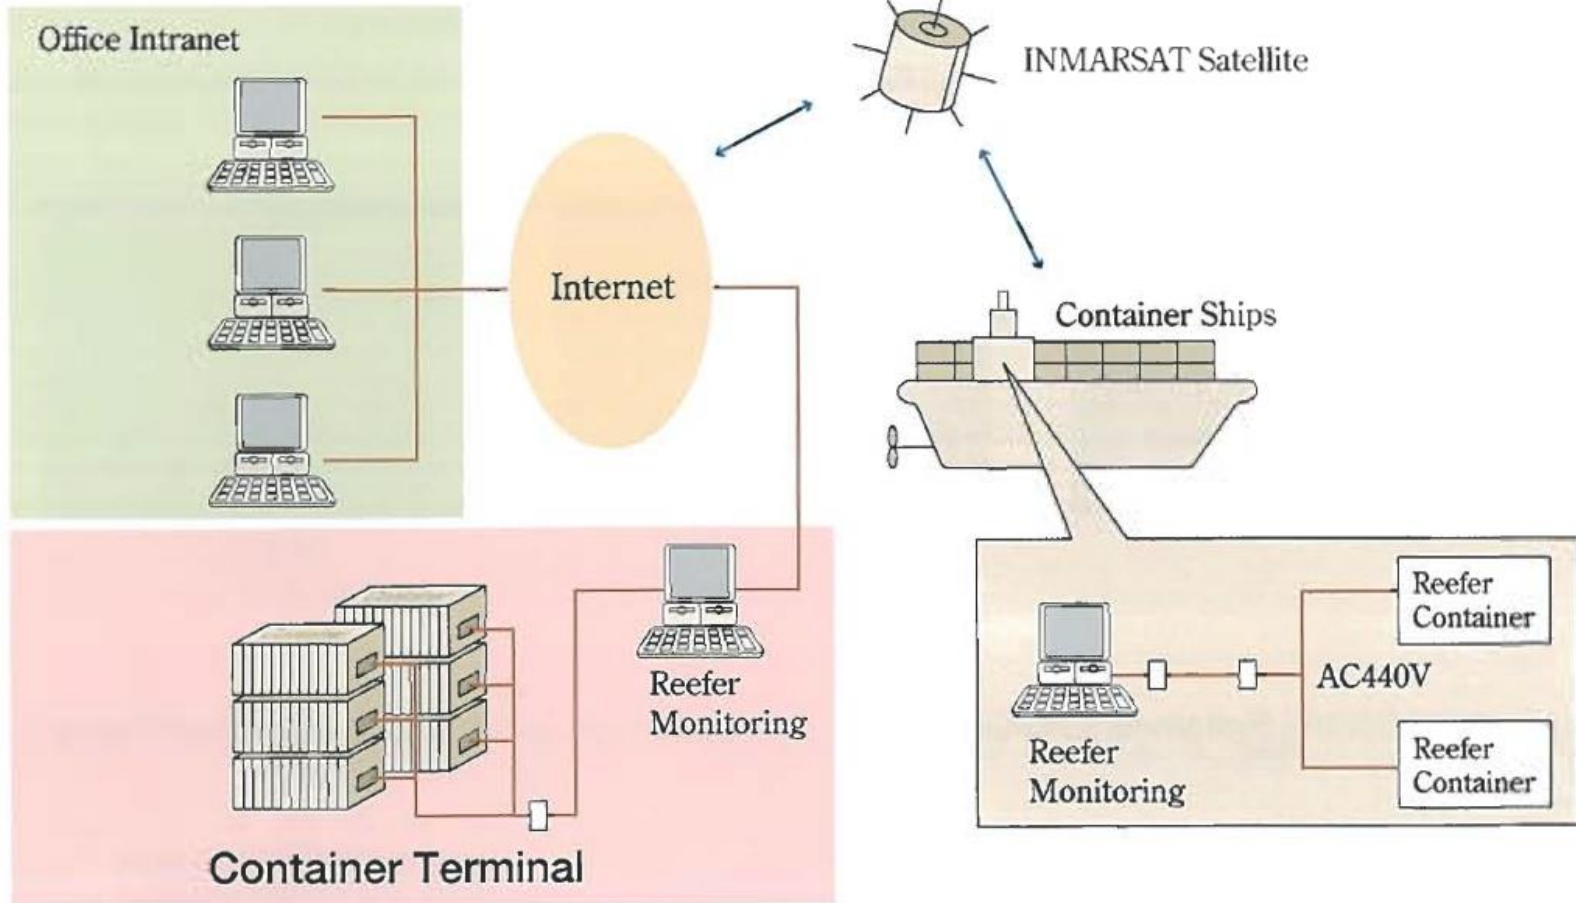 Office Intranet
INMARSAT Satellite
Internet
Container Ships
Reefer
Monitoring
Container Terminal
Reefer
Container
AC440V
Reefer
Monitoring
Reefer
Container